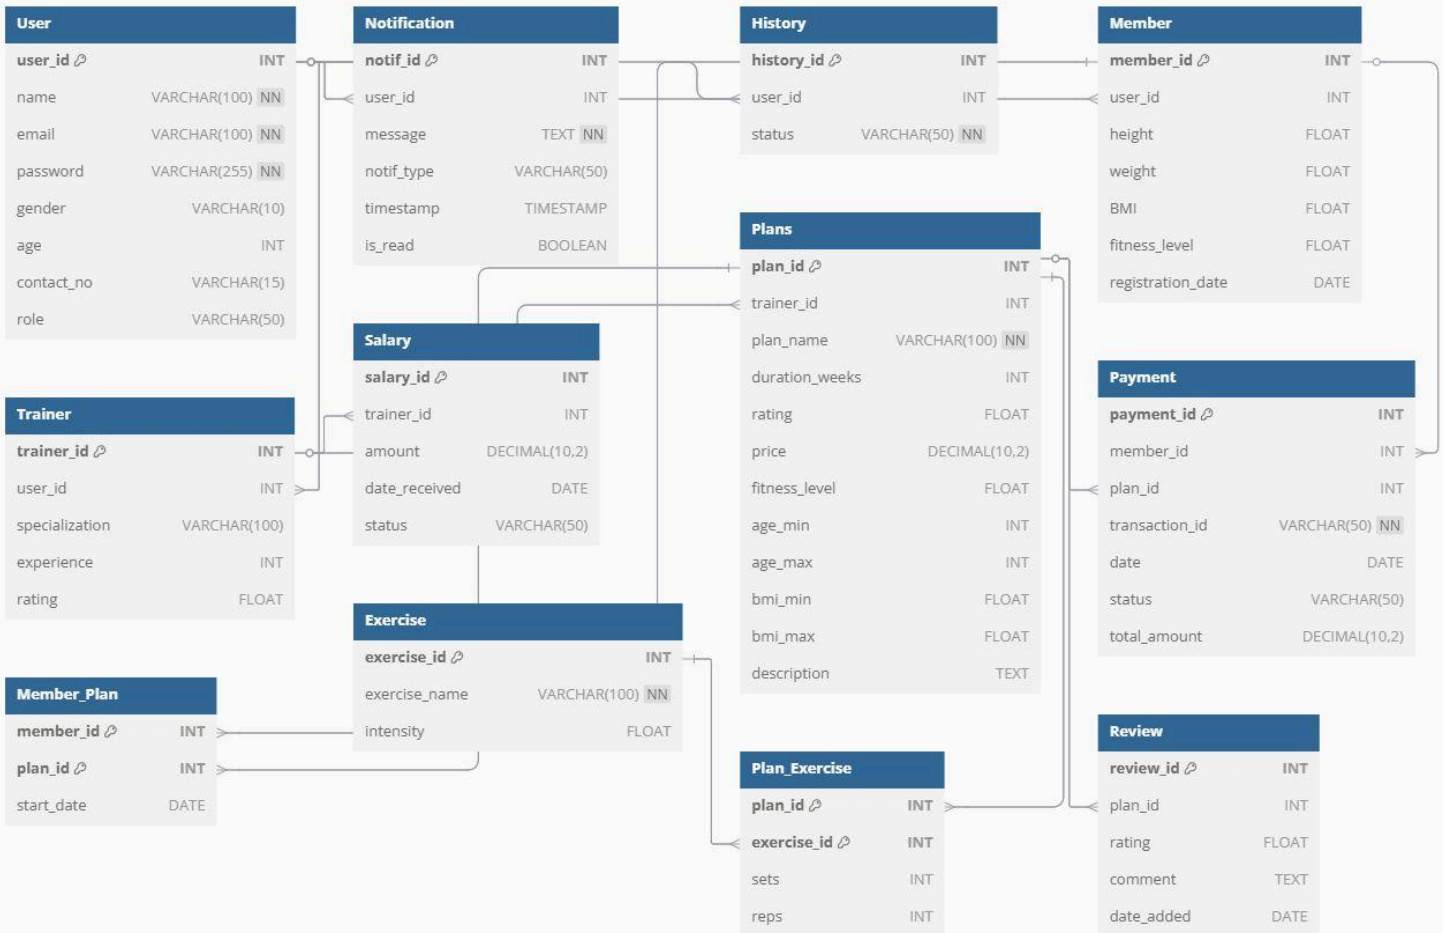 User
user_id INT
name VARCHAR(100) NN
email VARCHAR(100) NN
password VARCHAR(255) NN
gender VARCHAR(10)
age INT
contact_no VARCHAR(15)
role VARCHAR(50)
Notification
notif_id INT
user_id INT
message TEXT NN
notif_type VARCHAR(50)
timestamp TIMESTAMP
is_read BOOLEAN
History
history_id INT
user_id INT
status VARCHAR(50) NN
Member
member_id INT
user_id INT
height FLOAT
weight FLOAT
BMI FLOAT
fitness_level FLOAT
registration_date DATE
Plans
plan_id INT
trainer_id INT
plan_name VARCHAR(100) NN
duration_weeks INT
rating FLOAT
price DECIMAL(10,2)
fitness_level FLOAT
age_min INT
age_max INT
bmi_min FLOAT
bmi_max FLOAT
description TEXT
Salary
salary_id INT
trainer_id INT
amount DECIMAL(10,2)
date_received DATE
status VARCHAR(50)
Trainer
trainer_id INT
user_id INT
specialization VARCHAR(100)
experience INT
rating FLOAT
Payment
payment_id INT
member_id INT
plan_id INT
transaction_id VARCHAR(50) NN
date DATE
status VARCHAR(50)
total_amount DECIMAL(10,2)
Exercise
exercise_id INT
exercise_name VARCHAR(100) NN
intensity FLOAT
Member_Plan
member_id INT
plan_id INT
start_date DATE
Plan_Exercise
plan_id INT
exercise_id INT
sets INT
reps INT
Review
review_id INT
plan_id INT
rating FLOAT
comment TEXT
date_added DATE